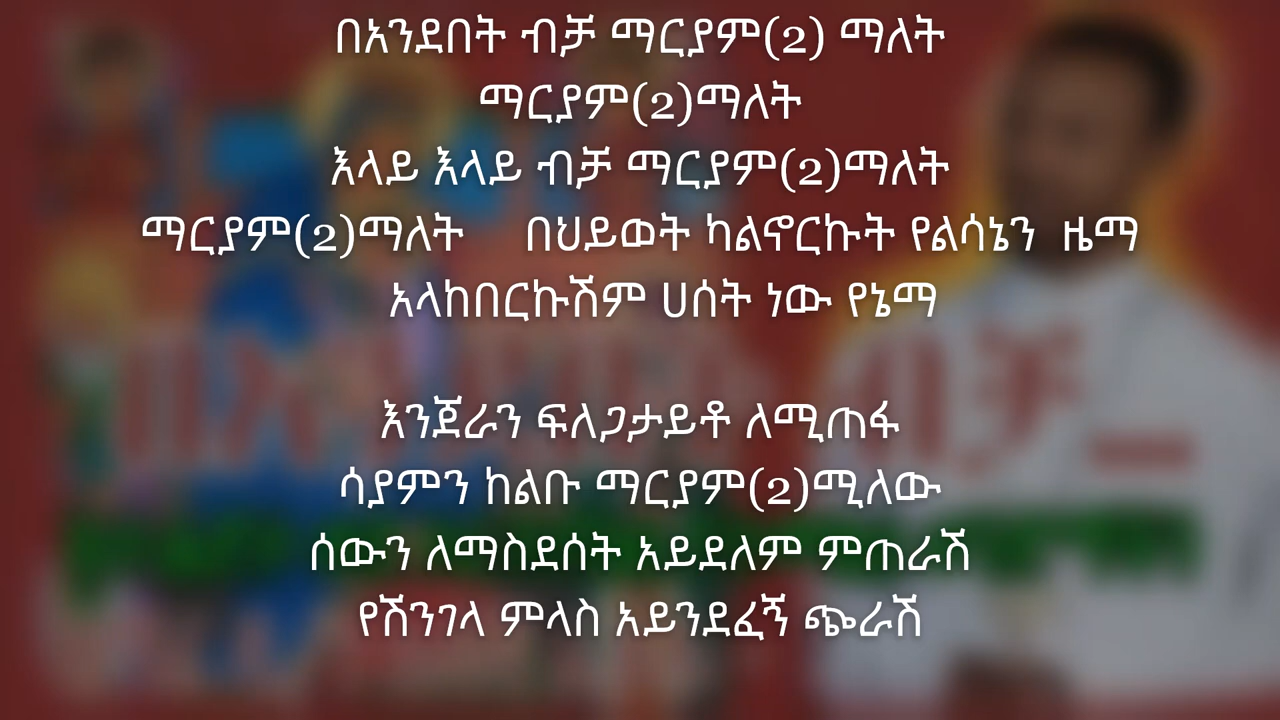 በአንደበት ብቻ ማርያም(2) ማለት
ማርያም(2)ማለት
እላይ እላይ ብቻ ማርያም(2)ማለት
ማርያም(2)ማለት በህይወት ካልኖርኩት የልሳኔን ዜማ
አላከበርኩሽም ሀሰት ነው የኔማ
እንጀራን ፍለጋታይቶ ለሚጠፋ
ሳያምን ከልቡ ማርያም(2)ሚለው
ሰውን ለማስደሰት አይደለም ምጠራሽ
የሽንገላ ምላስ አይንደፈኝ ጭራሽ